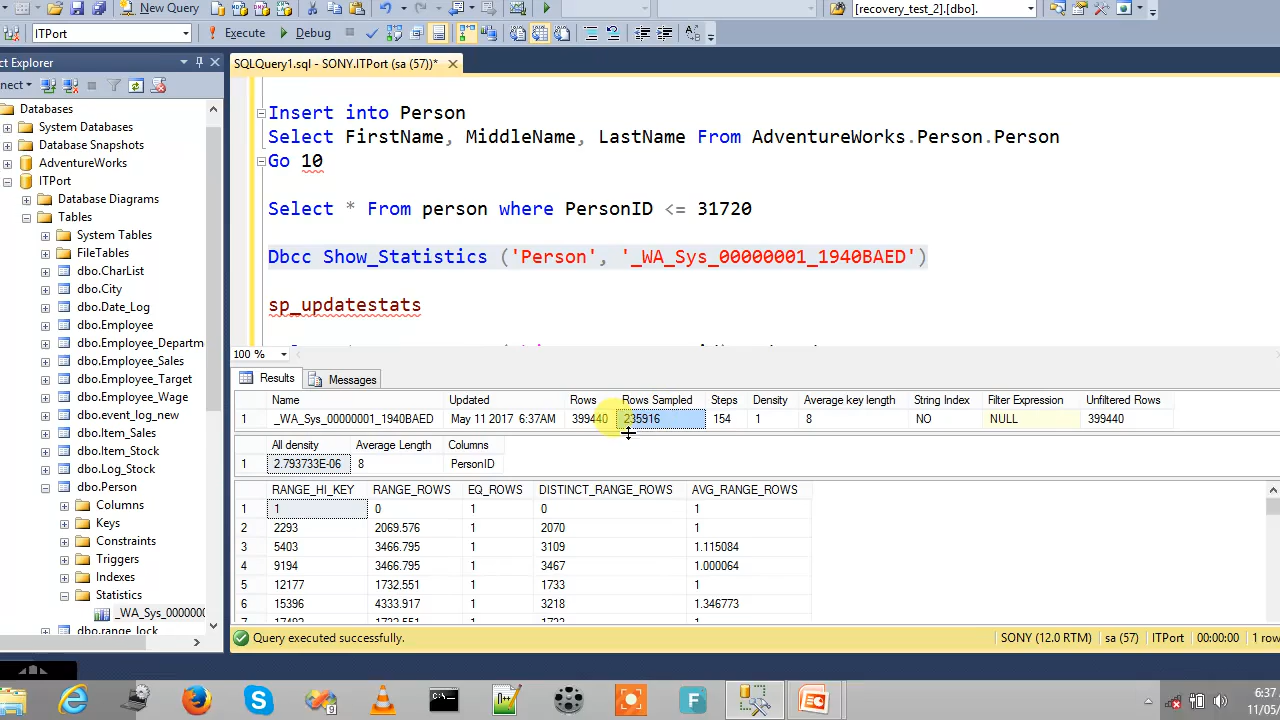 New Query
[recovery_test_2].[dbo].
ITPort
Execute
Debug
SQLQuery1.sql - SONY.ITPort (sa (57))*
ect Explorer
nnect
Databases
System Databases
Database Snapshots
AdventureWorks
ITPort
Database Diagrams
Tables
System Tables
FileTables
dbo.CharList
dbo.City
dbo.Date_Log
dbo.Employee
dbo.Employee_Departm
dbo.Employee_Sales
dbo.Employee_Target
dbo.Employee_Wage
dbo.event_log_new
dbo.Item_Sales
dbo.Item_Stock
dbo.Log_Stock
dbo.Person
Columns
Keys
Constraints
Triggers
Indexes
Statistics
_WA_Sys_0000000
dbo.range_lock
Insert into Person
Select FirstName, MiddleName, LastName From AdventureWorks.Person.Person
Go 10
Select * From person where PersonID <= 31720
Dbcc Show_Statistics ('Person', '_WA_Sys_00000001_1940BAED')
sp_updatestats
100 %
Results Messages
Name Updated Rows Rows Sampled Steps Density Average key length String Index Filter Expression Unfiltered Rows
1 _WA_Sys_00000001_1940BAED May 11 2017 6:37AM 399440 235916 154 1 8 NO NULL 399440
All density Average Length Columns
1 2.793733E-06 8 PersonID
RANGE_HI_KEY RANGE_ROWS EQ_ROWS DISTINCT_RANGE_ROWS AVG_RANGE_ROWS
1 1 0 1 0 1
2 2293 2069.576 1 2070 1
3 5403 3466.795 1 3109 1.115084
4 9194 3466.795 1 3467 1.000064
5 12177 1732.551 1 1733 1
6 15396 4333.917 1 3218 1.346773
Query executed successfully.
SONY (12.0 RTM) sa (57) ITPort 00:00:00 1 row
6:37
11/05